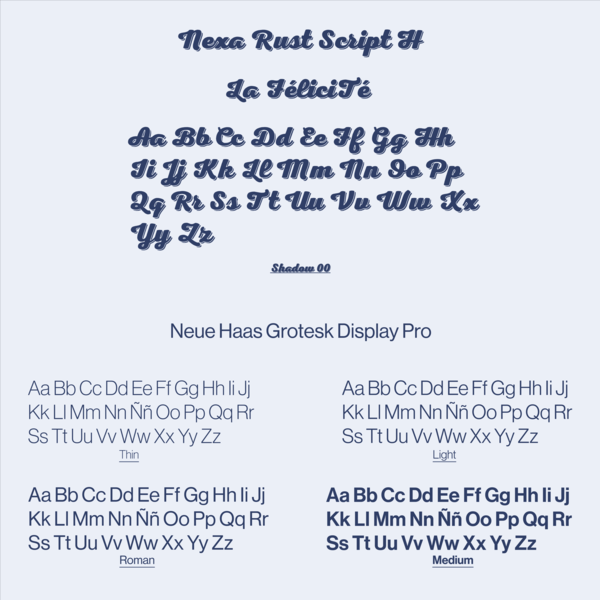 Nexa Rust Script H
La FéliciTé
Aa Bb Cc Dd Ee Ff Gg Hh
Ii Jj Kk Ll Mm Nn Oo Pp
Qq Rr Ss Tt Uu Vv Ww Xx
Yy Zz
Shadow 00
Neue Haas Grotesk Display Pro
Aa Bb Cc Dd Ee Ff Gg Hh Ii Jj
Kk Ll Mm Nn Ññ Oo Pp Qq Rr
Ss Tt Uu Vv Ww Xx Yy Zz
Thin
Aa Bb Cc Dd Ee Ff Gg Hh Ii Jj
Kk Ll Mm Nn Ññ Oo Pp Qq Rr
Ss Tt Uu Vv Ww Xx Yy Zz
Light
Aa Bb Cc Dd Ee Ff Gg Hh Ii Jj
Kk Ll Mm Nn Ññ Oo Pp Qq Rr
Ss Tt Uu Vv Ww Xx Yy Zz
Roman
Aa Bb Cc Dd Ee Ff Gg Hh Ii Jj
Kk Ll Mm Nn Ññ Oo Pp Qq Rr
Ss Tt Uu Vv Ww Xx Yy Zz
Medium